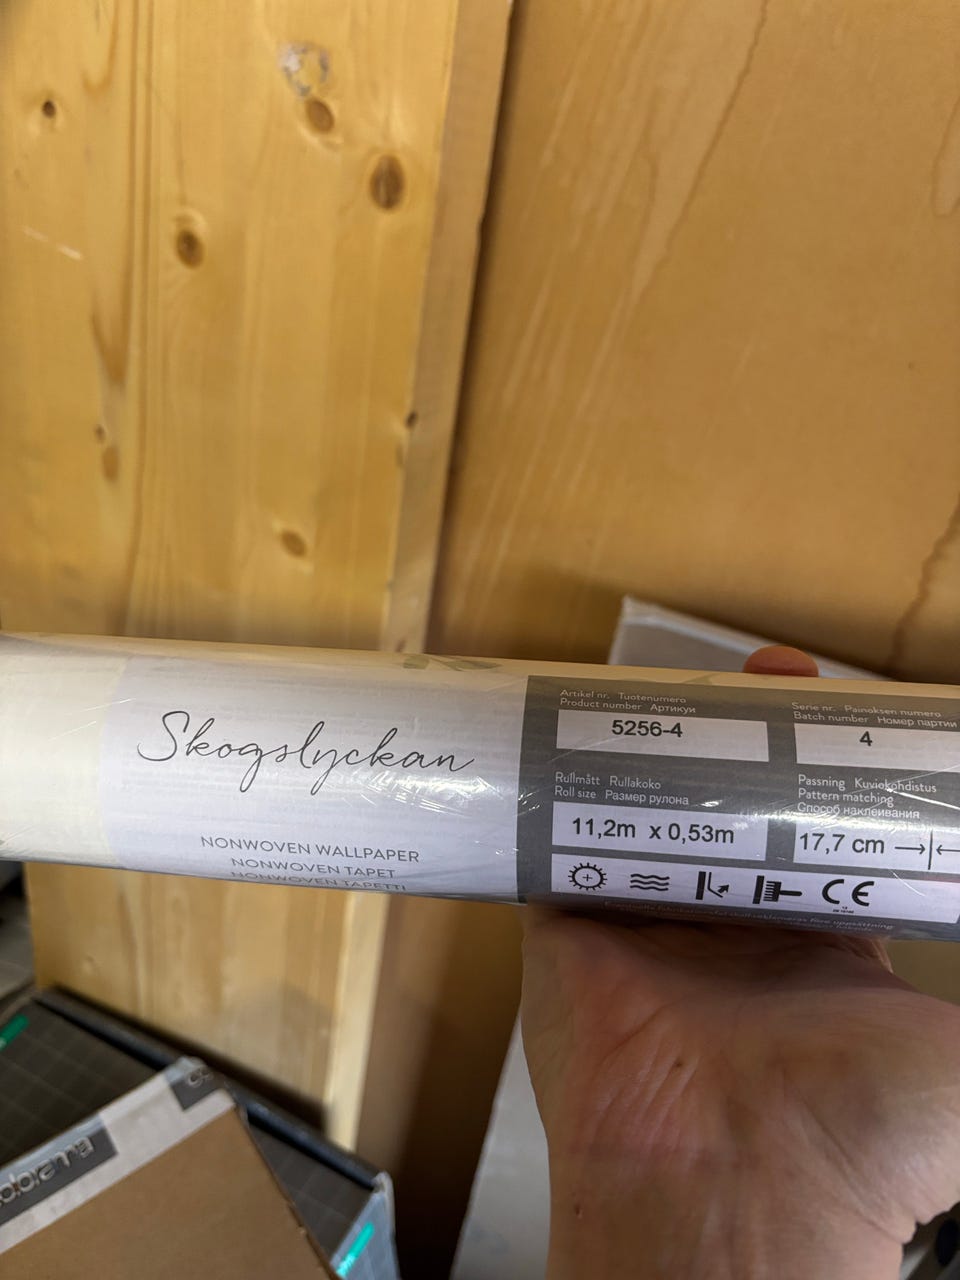 Skogslyckan
NONWOVEN WALLPAPER
NONWOVEN TAPET
NONWOVEN TAPETTI
Artikel nr. Tuotenumero
Product number Артикул
5256-4
Serie nr. Painoksen numero
Batch number Номер партии
4
Rullmått Rullakoko
Roll size Размер рулона
11,2m x 0,53m
Passning Kuviokohdistus
Pattern matching
Способ наклеивания
17,7 cm
CE